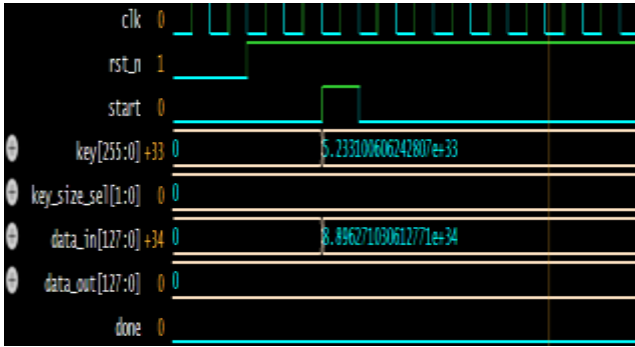 clk 0
rst_n 1
start 0
key[255:0] +33 0 5.233100606242807e+33
key_size_sel[1:0] 0 0
data_in[127:0] +34 0 8.896271030612771e+34
data_out[127:0] 0 0
done 0